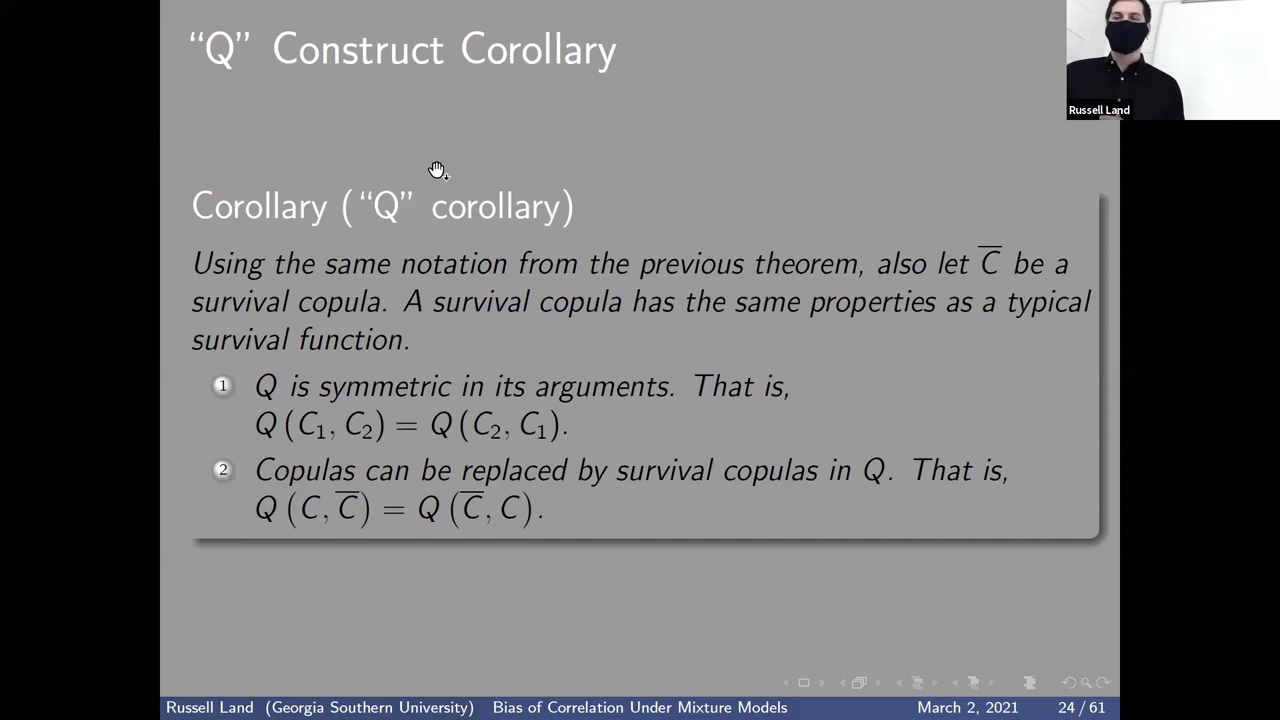 “Q” Construct Corollary
Russell Land
Corollary (“Q” corollary)
Using the same notation from the previous theorem, also let C̅ be a
survival copula. A survival copula has the same properties as a typical
survival function.
1 Q is symmetric in its arguments. That is,
Q (C₁, C₂) = Q (C₂, C₁).
2 Copulas can be replaced by survival copulas in Q. That is,
Q (C, C̅) = Q (C̅, C).
Russell Land (Georgia Southern University) Bias of Correlation Under Mixture Models March 2, 2021 24 / 61